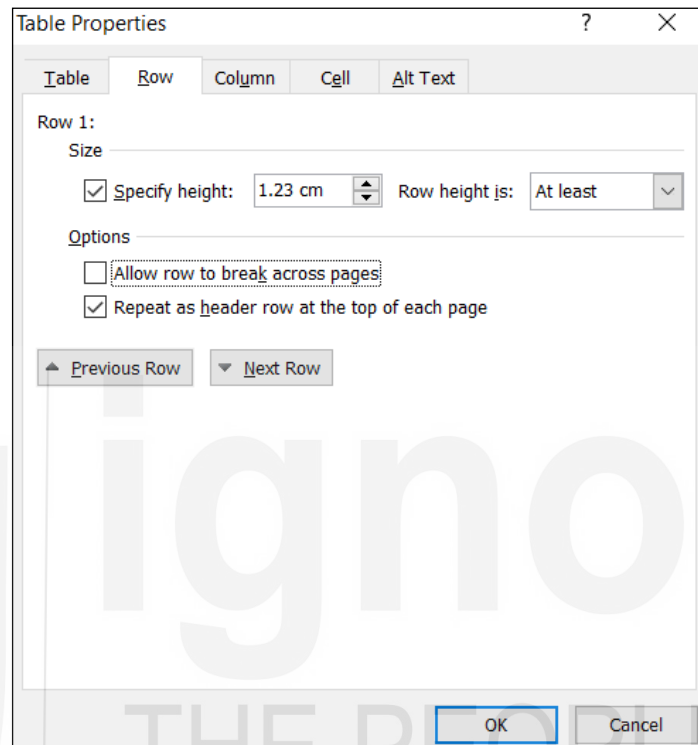 Table Properties ? ×
Table Row Column Cell Alt Text
Row 1:
Size
Specify height: 1.23 cm Row height is: At least
Options
Allow row to break across pages
Repeat as header row at the top of each page
Previous Row Next Row
igno
THE PEOPL
OK Cancel